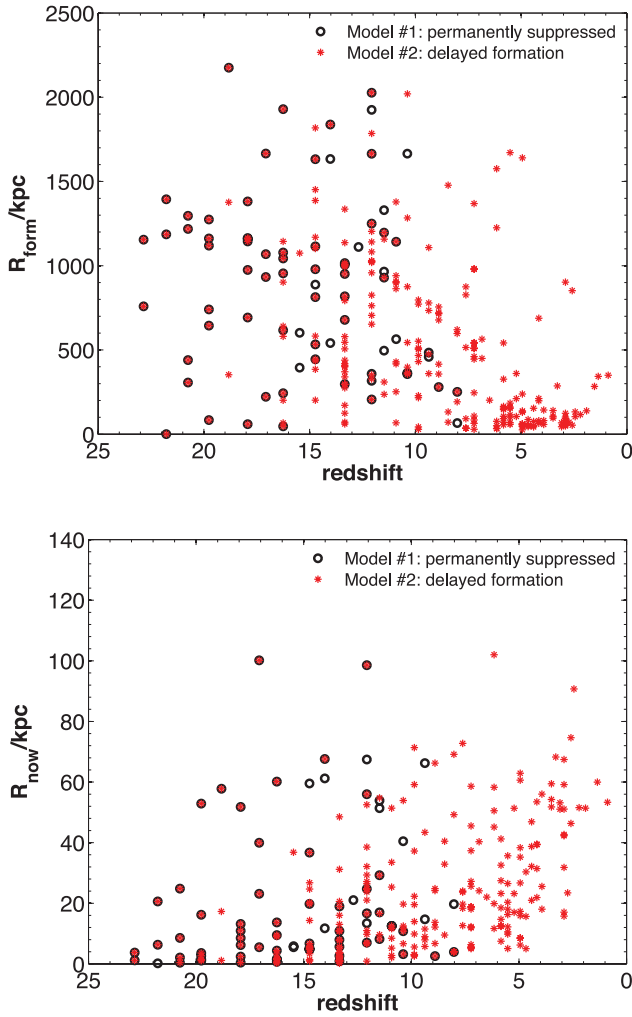 Model #1: permanently suppressed
Model #2: delayed formation
2500
2000
1500
1000
500
0
R_form/kpc
25 20 15 10 5 0
redshift
140
120
100
80
60
40
20
0
Model #1: permanently suppressed
Model #2: delayed formation
R_now/kpc
25 20 15 10 5 0
redshift